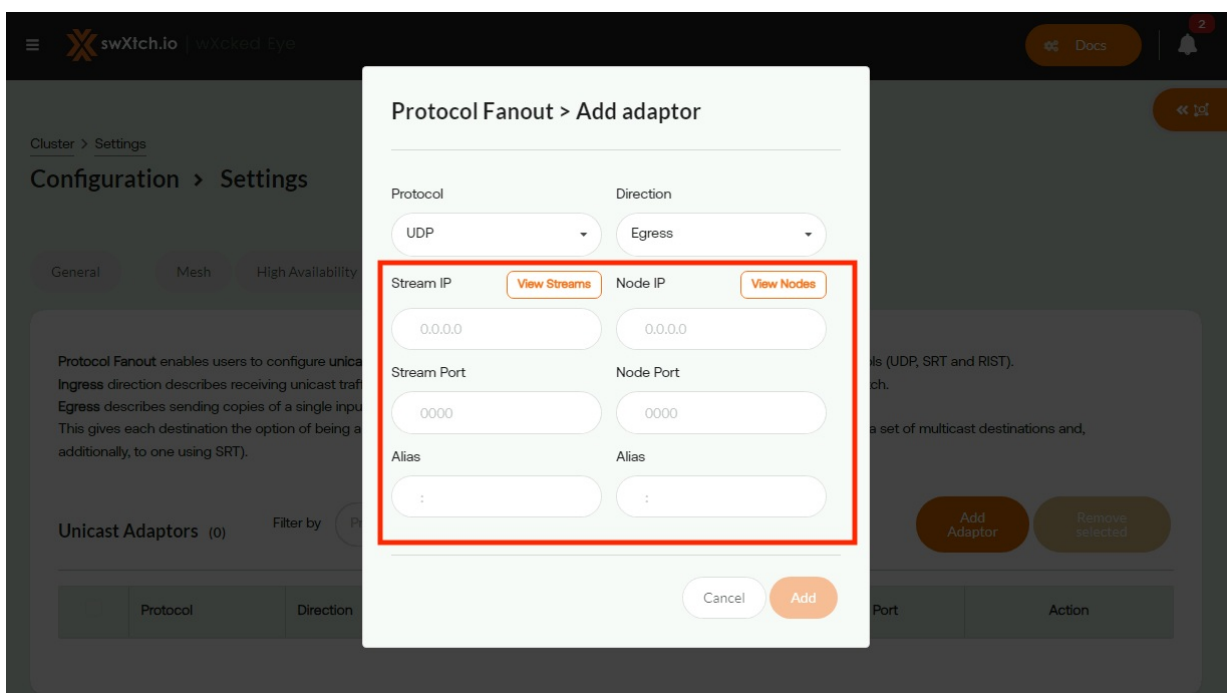 swXtch.io | wXcked Eye
Docs
2
Protocol Fanout > Add adaptor
Cluster > Settings
Configuration > Settings
General
Mesh
High Availability
Protocol
Direction
UDP
Egress
Stream IP
View Streams
Node IP
View Nodes
0.0.0.0
0.0.0.0
Stream Port
Node Port
0000
0000
Alias
Alias
:
:
Cancel
Add
Protocol Fanout enables users to configure unica
ls (UDP, SRT and RIST).
Ingress direction describes receiving unicast traf
ch.
Egress describes sending copies of a single inpu
This gives each destination the option of being a
a set of multicast destinations and,
additionally, to one using SRT).
Unicast Adaptors (0)
Filter by
Pr
Add
Adaptor
Remove
selected
Protocol
Direction
Port
Action